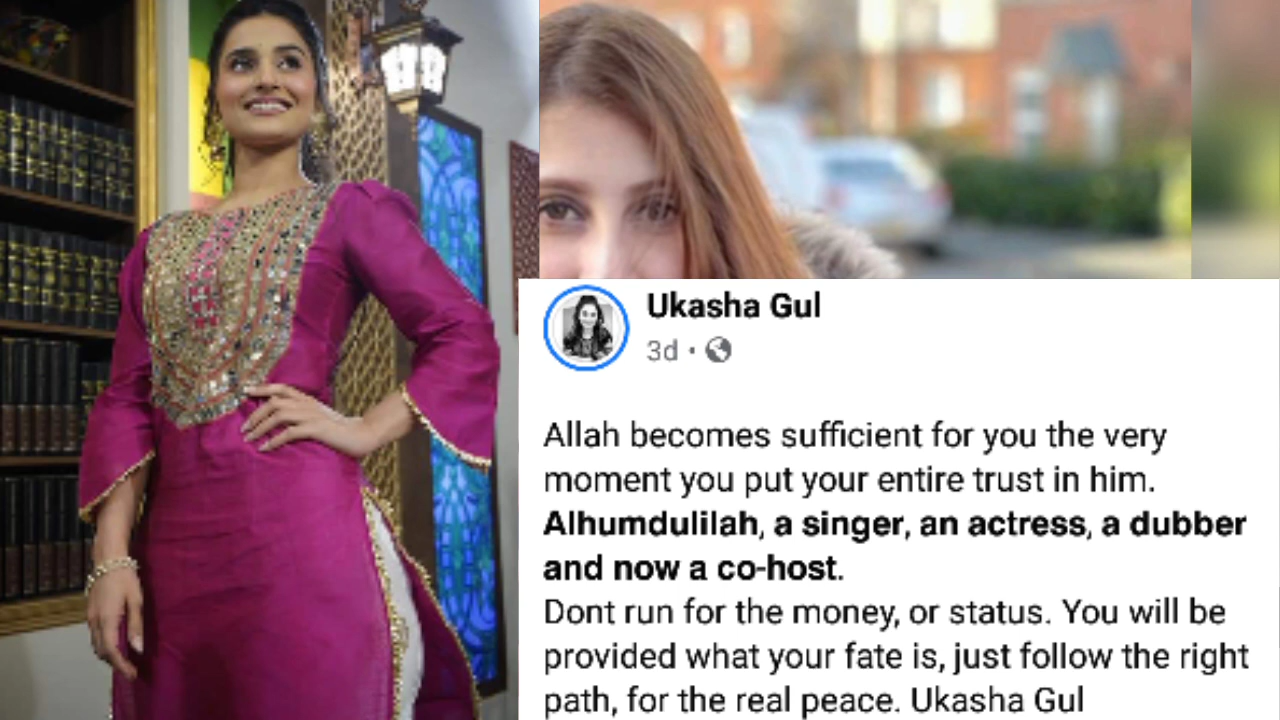 Ukasha Gul
3d
Allah becomes sufficient for you the very
moment you put your entire trust in him.
Alhumdulilah, a singer, an actress, a dubber
and now a co-host.
Dont run for the money, or status. You will be
provided what your fate is, just follow the right
path, for the real peace. Ukasha Gul